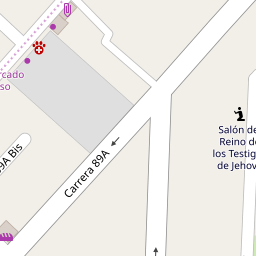 Carrera 89A
Salón de
Reino de
los Testig
de Jehov
9A Bis
rcado
so